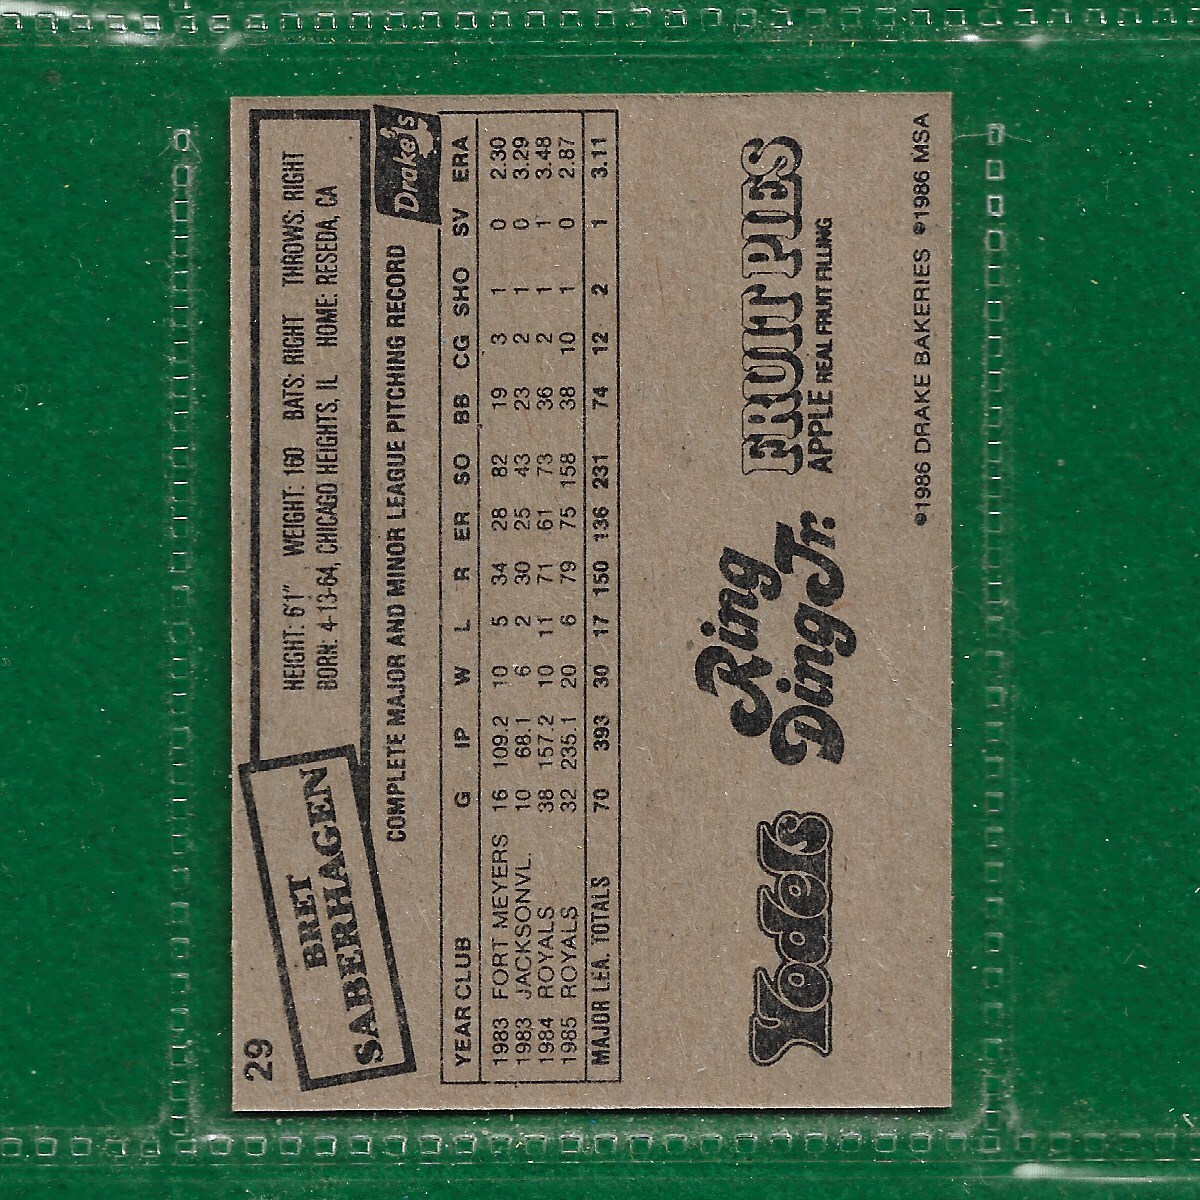 29
BRET
SABERHAGEN
HEIGHT: 6'1" WEIGHT: 160 BATS: RIGHT THROWS: RIGHT
BORN: 4-13-64, CHICAGO HEIGHTS, IL HOME: RESEDA, CA
COMPLETE MAJOR AND MINOR LEAGUE PITCHING RECORD
Drake's
YEAR CLUB G IP W L R ER SO BB CG SHO SV ERA
1983 FORT MEYERS 16 109.2 10 5 34 28 82 19 3 1 0 2.30
1983 JACKSONVL. 10 68.1 6 2 30 25 43 23 2 1 0 3.29
1984 ROYALS 38 157.2 10 11 71 61 73 36 2 1 1 3.48
1985 ROYALS 32 235.1 20 6 79 75 158 38 10 1 0 2.87
MAJOR LEA. TOTALS 70 393 30 17 150 136 231 74 12 2 1 3.11
Yodels
Ring
Ding Jr.
FRUIT PIES
APPLE REAL FRUIT FILLING
©1986 DRAKE BAKERIES ©1986 MSA